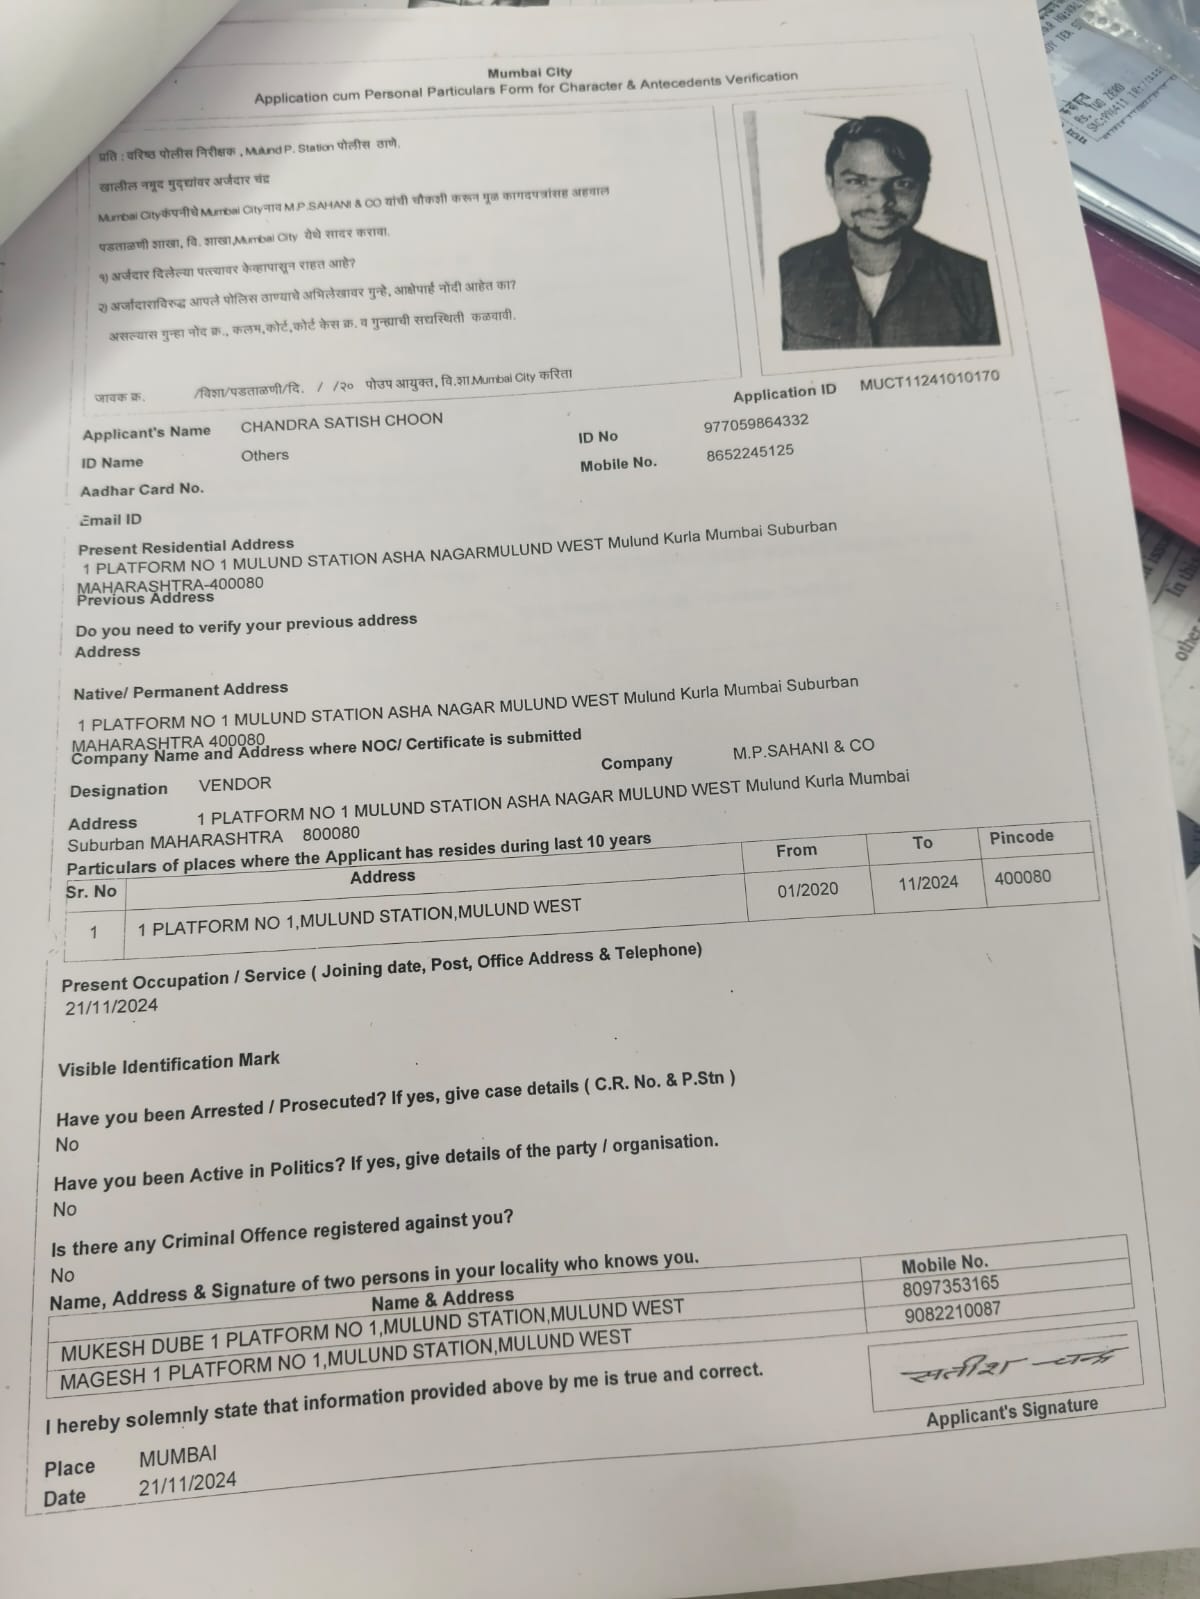 Mumbai City
Application cum Personal Particulars Form for Character & Antecedents Verification
प्रति : वरिष्ठ पोलीस निरीक्षक , Mulund P. Station पोलीस ठाणे.
खालील नमूद मुद्द्यांवर अर्जदार चंद्र
Mumbai Cityकंपनीचे Mumbai Cityनाव M.P.SAHANI & CO यांची चौकशी करून मूळ कागदपत्रांसह अहवाल
पडताळणी शाखा, वि. शाखा,Mumbai City येथे सादर करावा.
१) अर्जदार दिलेल्या पत्त्यावर केव्हापासून राहत आहे?
२) अर्जादाराविरुद्ध आपले पोलिस ठाण्याचे अभिलेखावर गुन्हे, आक्षेपार्ह नोंदी आहेत का?
असल्यास गुन्हा नोंद क्र., कलम,कोर्ट,कोर्ट केस क्र. व गुन्ह्याची सद्यस्थिती कळवावी.
जावक क्र. /विशा/पडताळणी/दि. / /२० पोउप आयुक्त, वि.शा.Mumbai City करिता
Application ID MUCT11241010170
Applicant's Name CHANDRA SATISH CHOON
ID No 977059864332
ID Name Others
Mobile No. 8652245125
Aadhar Card No.
Email ID
Present Residential Address
1 PLATFORM NO 1 MULUND STATION ASHA NAGARMULUND WEST Mulund Kurla Mumbai Suburban
MAHARASHTRA-400080
Previous Address
Do you need to verify your previous address
Address
Native/ Permanent Address
1 PLATFORM NO 1 MULUND STATION ASHA NAGAR MULUND WEST Mulund Kurla Mumbai Suburban
MAHARASHTRA 400080
Company Name and Address where NOC/ Certificate is submitted
Designation VENDOR Company M.P.SAHANI & CO
Address 1 PLATFORM NO 1 MULUND STATION ASHA NAGAR MULUND WEST Mulund Kurla Mumbai
Suburban MAHARASHTRA 800080
Particulars of places where the Applicant has resides during last 10 years
Sr. No Address From To Pincode
1 1 PLATFORM NO 1,MULUND STATION,MULUND WEST 01/2020 11/2024 400080
Present Occupation / Service ( Joining date, Post, Office Address & Telephone)
21/11/2024
Visible Identification Mark
Have you been Arrested / Prosecuted? If yes, give case details ( C.R. No. & P.Stn )
No
Have you been Active in Politics? If yes, give details of the party / organisation.
No
Is there any Criminal Offence registered against you?
No
Name, Address & Signature of two persons in your locality who knows you.
Name & Address Mobile No.
MUKESH DUBE 1 PLATFORM NO 1,MULUND STATION,MULUND WEST 8097353165
MAGESH 1 PLATFORM NO 1,MULUND STATION,MULUND WEST 9082210087
I hereby solemnly state that information provided above by me is true and correct.
सतीश चन्द्र
Applicant's Signature
Place MUMBAI
Date 21/11/2024